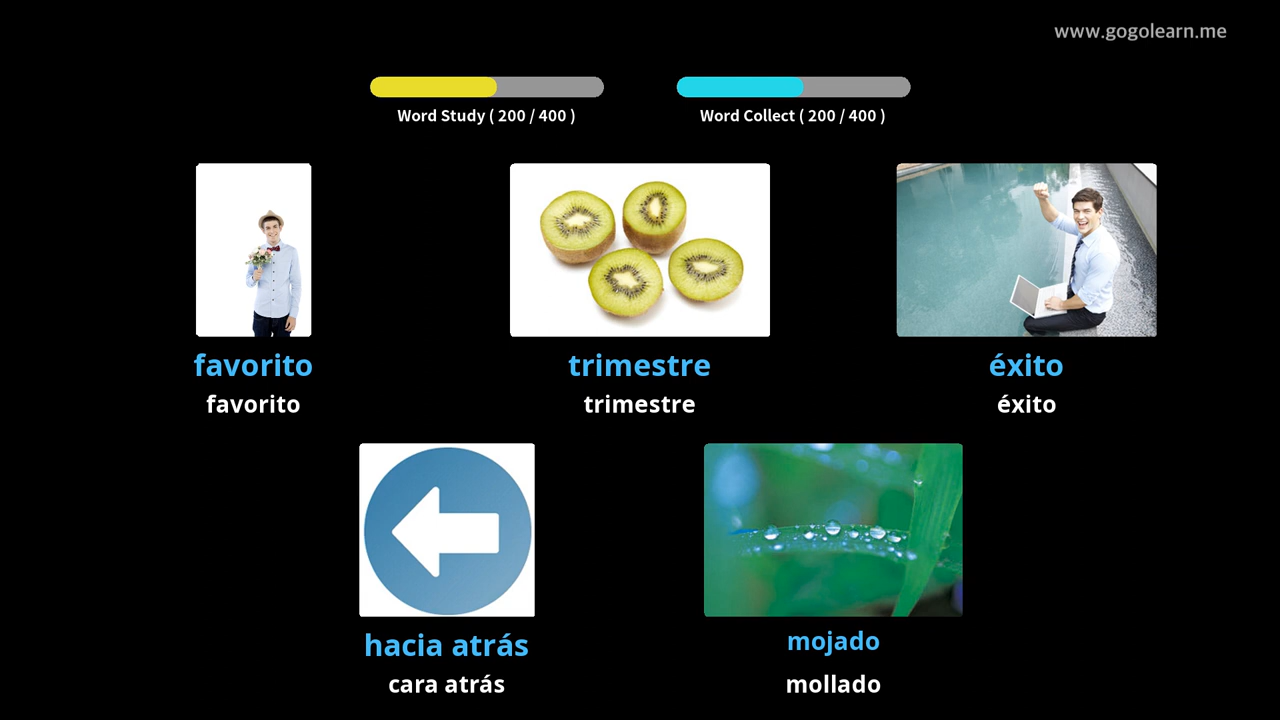 www.gogolearn.me
Word Study ( 200 / 400 )
Word Collect ( 200 / 400 )
favorito
favorito
trimestre
trimestre
éxito
éxito
hacia atrás
cara atrás
mojado
mollado